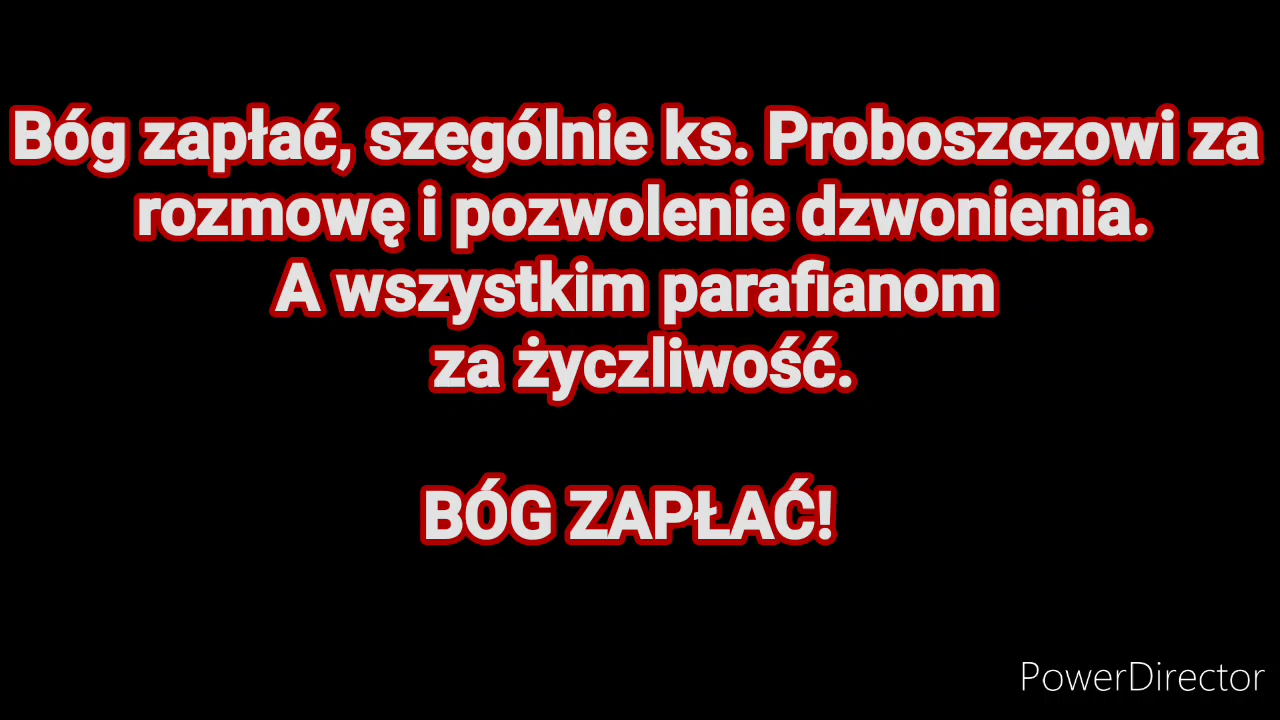 Bóg zapłać, szególnie ks. Proboszczowi za
rozmowę i pozwolenie dzwonienia.
A wszystkim parafianom
za życzliwość.
BÓG ZAPŁAĆ!
PowerDirector